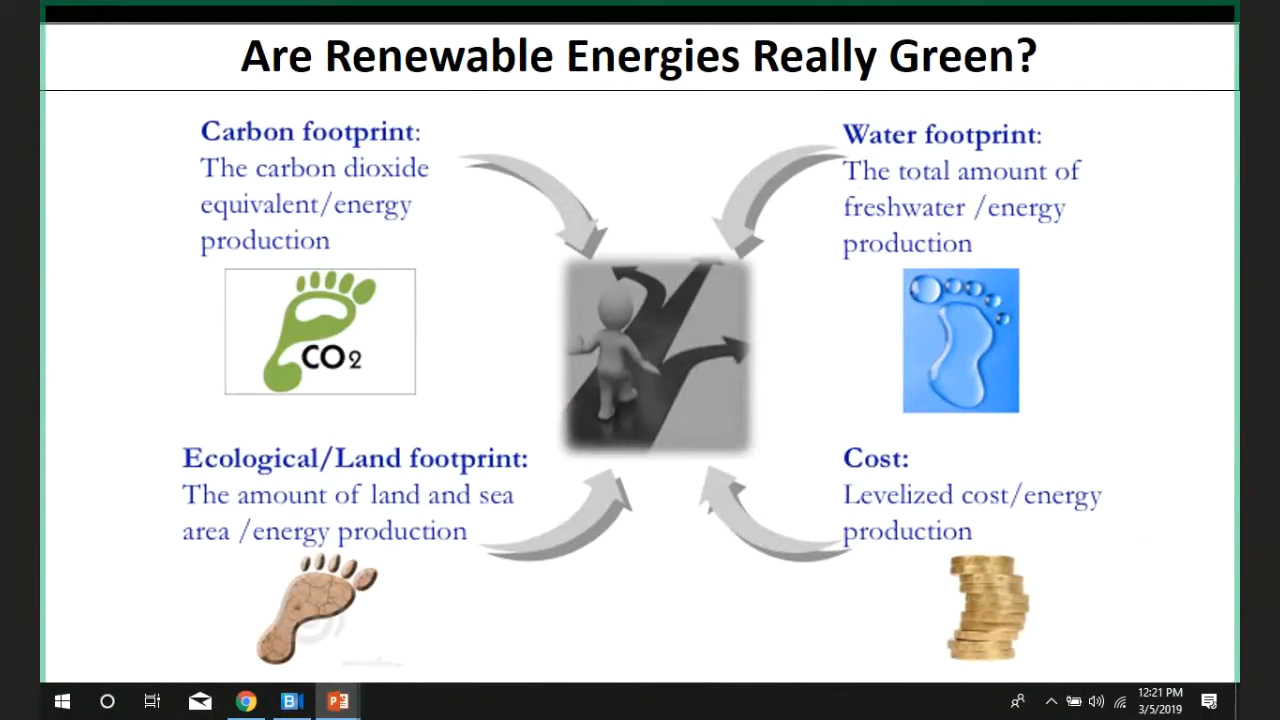 Are Renewable Energies Really Green?
Carbon footprint:
The carbon dioxide
equivalent/energy
production
CO2
Water footprint:
The total amount of
freshwater /energy
production
Ecological/Land footprint:
The amount of land and sea
area /energy production
Cost:
Levelized cost/energy
production
12:21 PM
3/5/2019